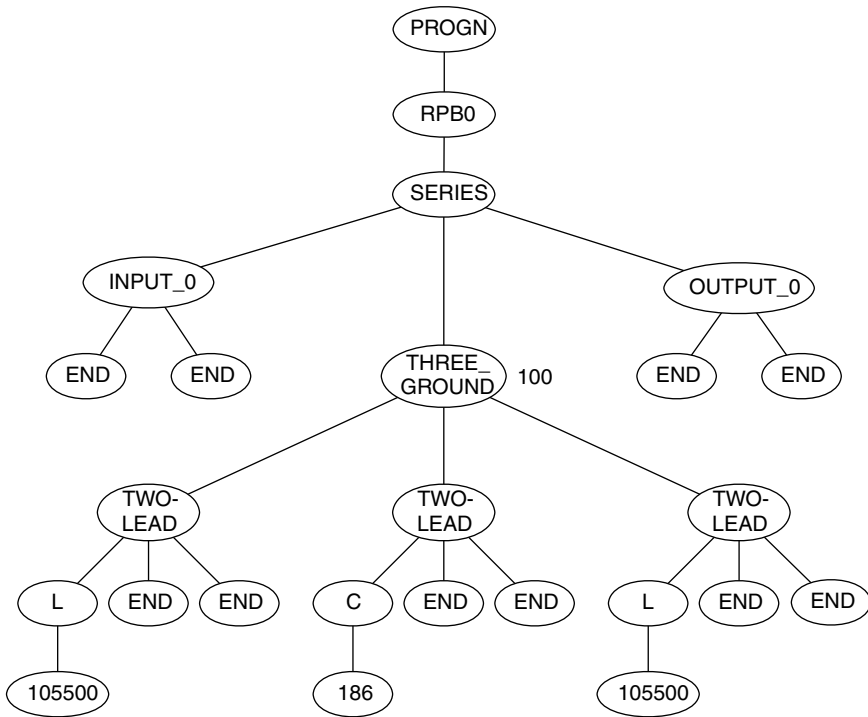 PROGN
RPB0
SERIES
INPUT_0
OUTPUT_0
END
END
THREE_
GROUND
100
END
END
TWO-
LEAD
TWO-
LEAD
TWO-
LEAD
L
END
END
C
END
END
L
END
END
105500
186
105500